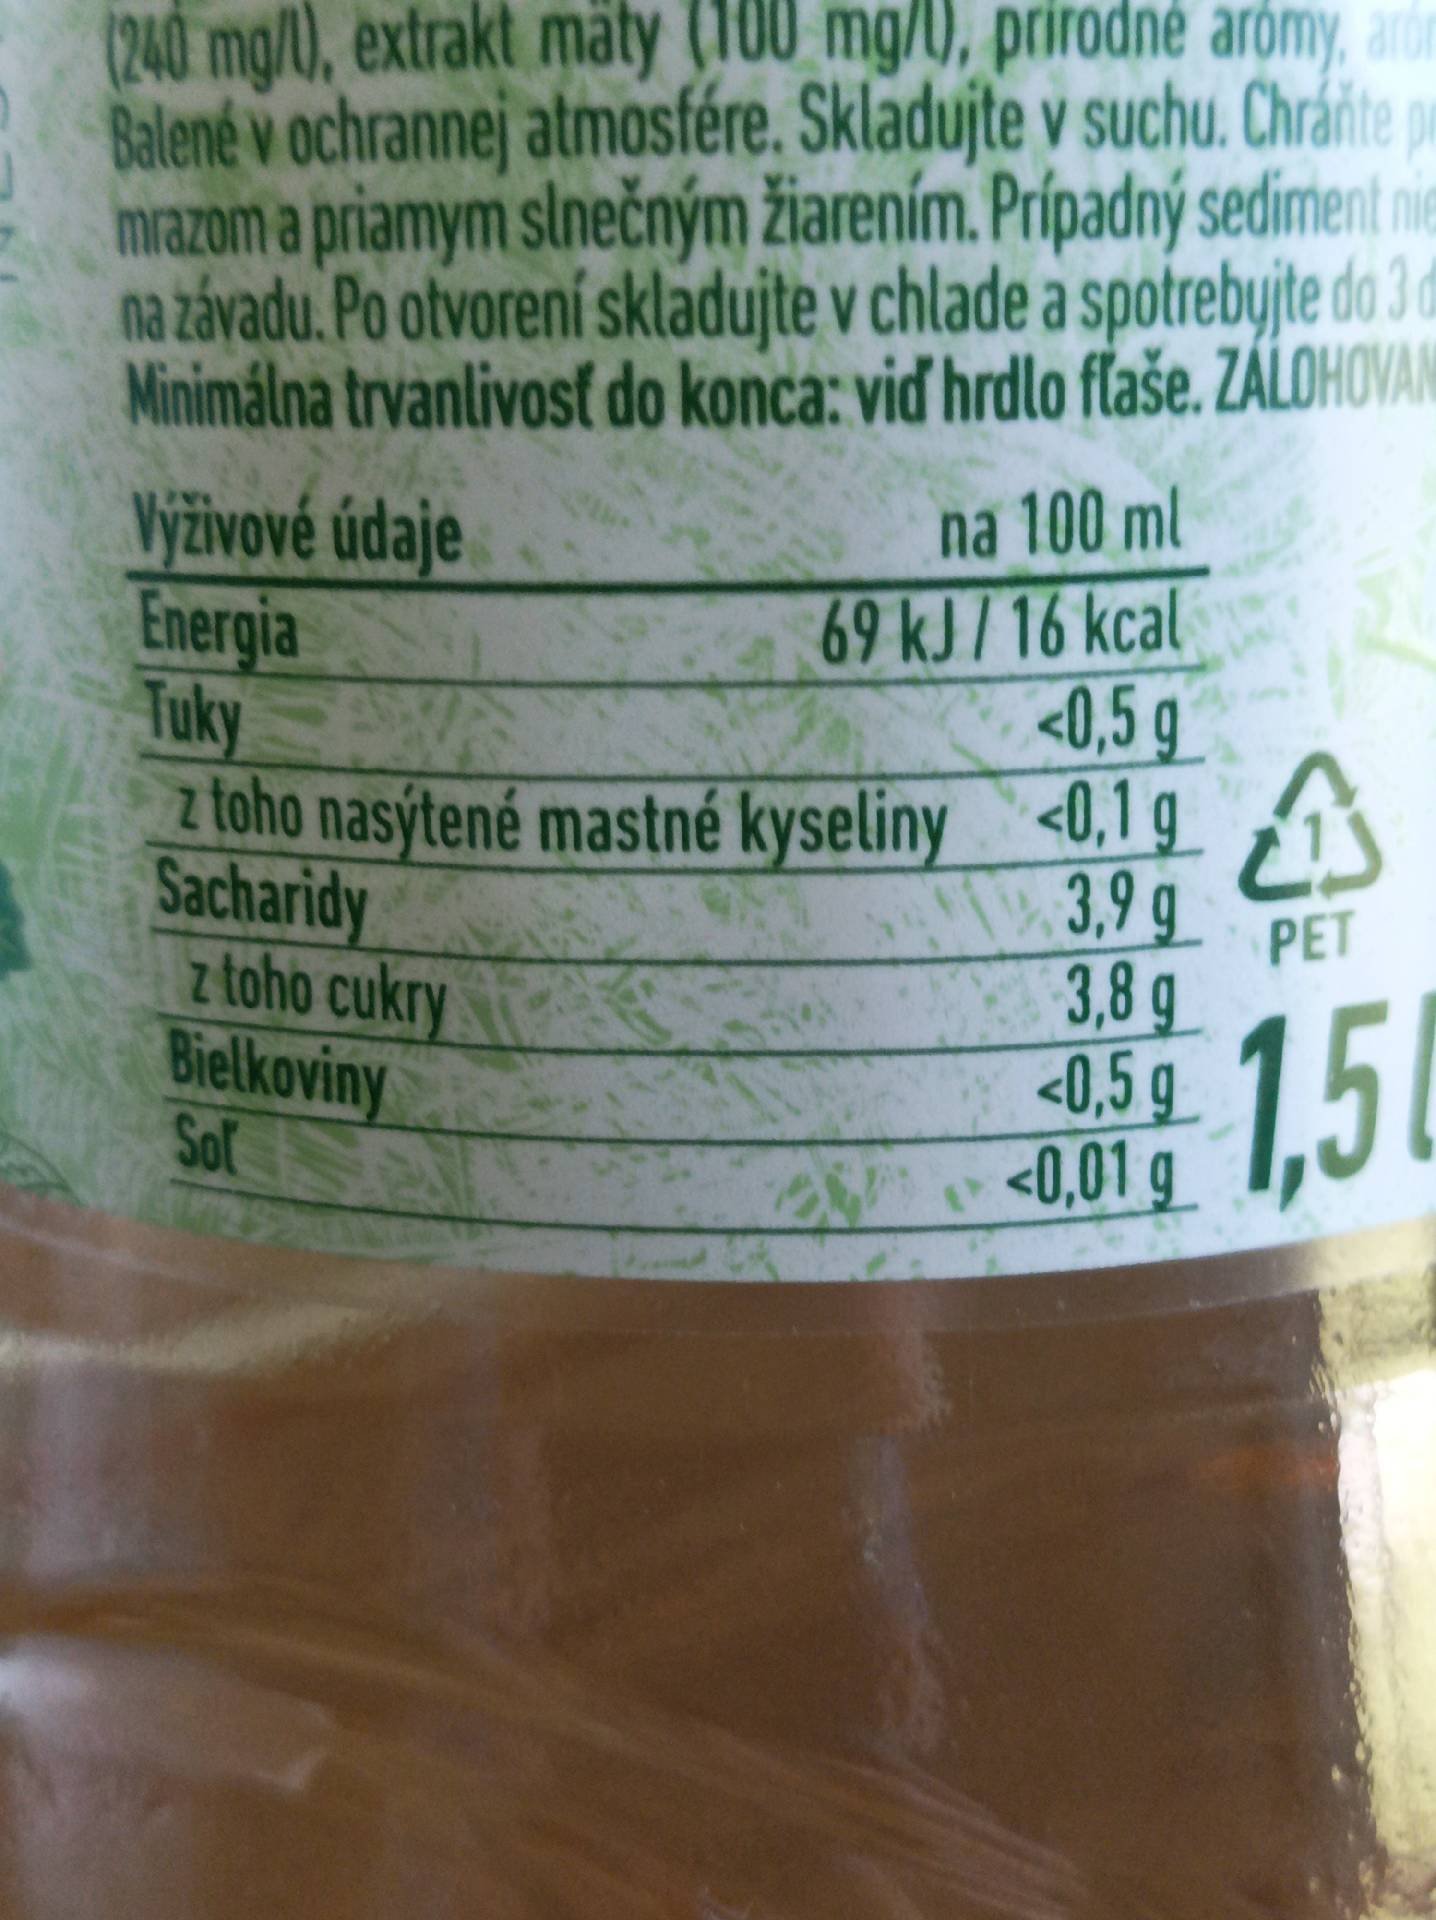 (240 mg/l), extrakt mäty (100 mg/l), prírodné arómy,
Balené v ochrannej atmosfére. Skladujte v suchu. Chráňte
mrazom a priamym slnečným žiarením. Prípadný sediment nie
na závadu. Po otvorení skladujte v chlade a spotrebujte do 3
Minimálna trvanlivosť do konca: viď hrdlo fľaše. ZÁLOHOVAN
Výživové údaje na 100 ml
Energia 69 kJ / 16 kcal
Tuky <0,5 g
z toho nasýtené mastné kyseliny <0,1 g
Sacharidy 3,9 g
z toho cukry 3,8 g
Bielkoviny <0,5 g
Soľ <0,01 g
1
PET
1,5 l